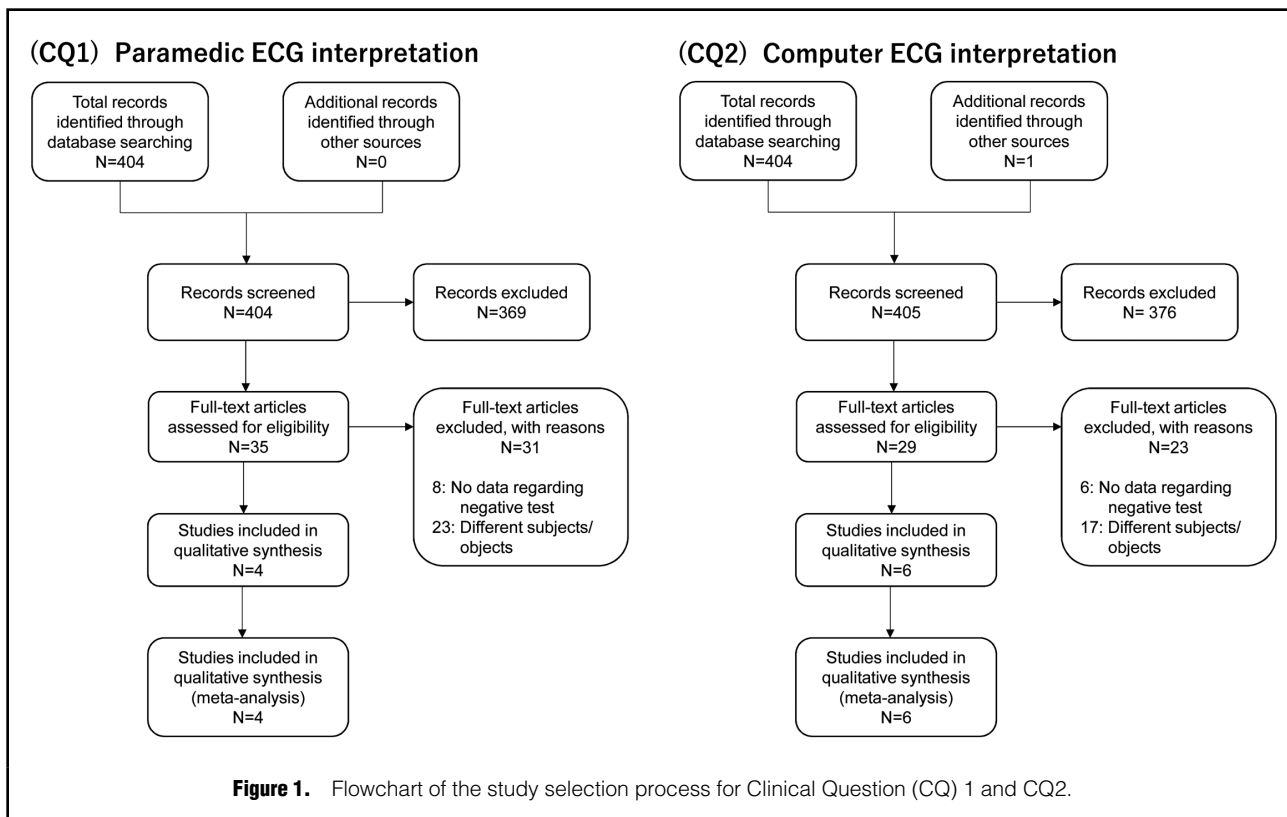 (CQ1) Paramedic ECG interpretation
Total records
identified through
database searching
N=404
Additional records
identified through
other sources
N=0
Records screened
N=404
Records excluded
N=369
Full-text articles
assessed for eligibility
N=35
Full-text articles
excluded, with reasons
N=31
8: No data regarding
negative test
23: Different subjects/
objects
Studies included in
qualitative synthesis
N=4
Studies included in
qualitative synthesis
(meta-analysis)
N=4
(CQ2) Computer ECG interpretation
Total records
identified through
database searching
N=404
Additional records
identified through
other sources
N=1
Records screened
N=405
Records excluded
N= 376
Full-text articles
assessed for eligibility
N=29
Full-text articles
excluded, with reasons
N=23
6: No data regarding
negative test
17: Different subjects/
objects
Studies included in
qualitative synthesis
N=6
Studies included in
qualitative synthesis
(meta-analysis)
N=6
Figure 1. Flowchart of the study selection process for Clinical Question (CQ) 1 and CQ2.